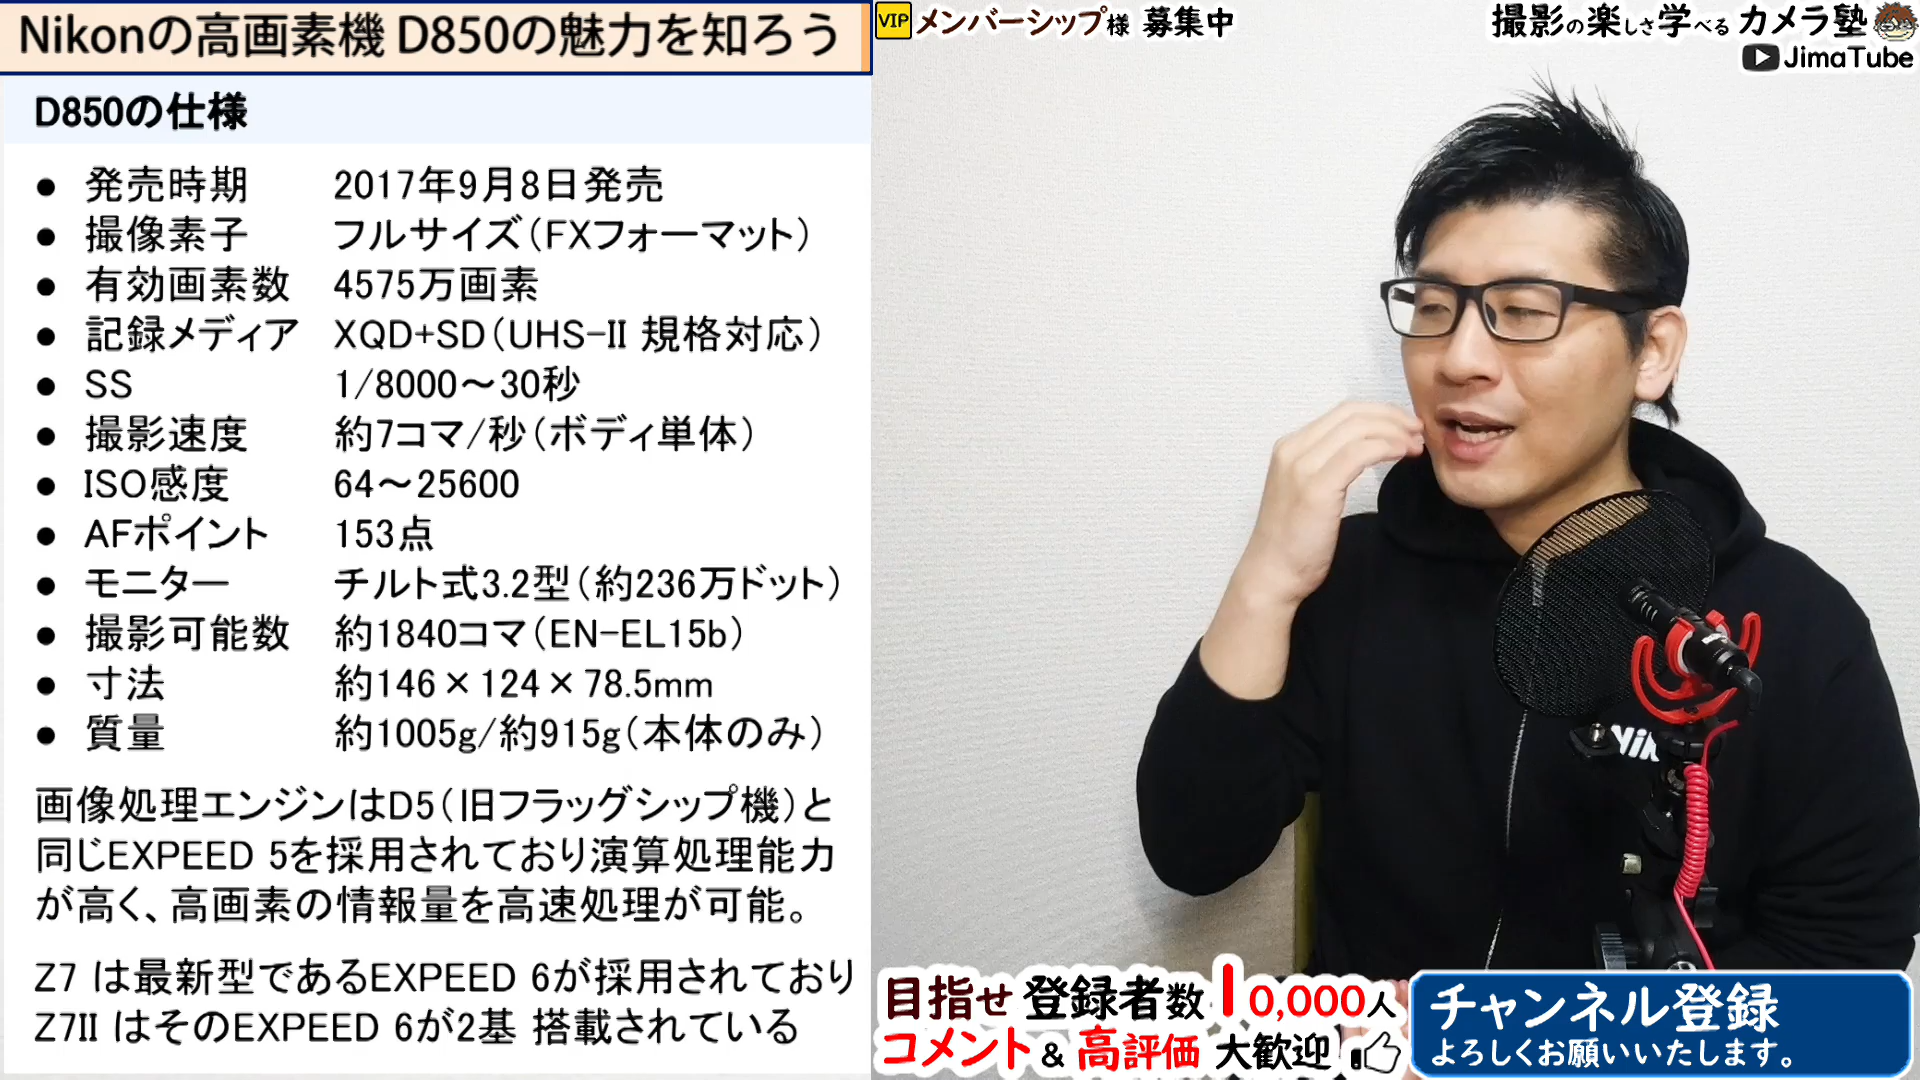 Nikonの高画素機 D850の魅力を知ろう
VIP メンバーシップ様 募集中
撮影の楽しさ学べる カメラ塾
JimaTube
D850の仕様
● 発売時期 2017年9月8日発売
● 撮像素子 フルサイズ（FXフォーマット）
● 有効画素数 4575万画素
● 記録メディア XQD+SD（UHS-II 規格対応）
● SS 1/8000～30秒
● 撮影速度 約7コマ/秒（ボディ単体）
● ISO感度 64～25600
● AFポイント 153点
● モニター チルト式3.2型（約236万ドット）
● 撮影可能数 約1840コマ（EN-EL15b）
● 寸法 約146×124×78.5mm
● 質量 約1005g/約915g（本体のみ）
画像処理エンジンはD5（旧フラッグシップ機）と
同じEXPEED 5を採用されており演算処理能力
が高く、高画素の情報量を高速処理が可能。
Z7 は最新型であるEXPEED 6が採用されており
Z7II はそのEXPEED 6が2基 搭載されている
目指せ 登録者数 10,000人
コメント & 高評価 大歓迎
チャンネル登録
よろしくお願いいたします。